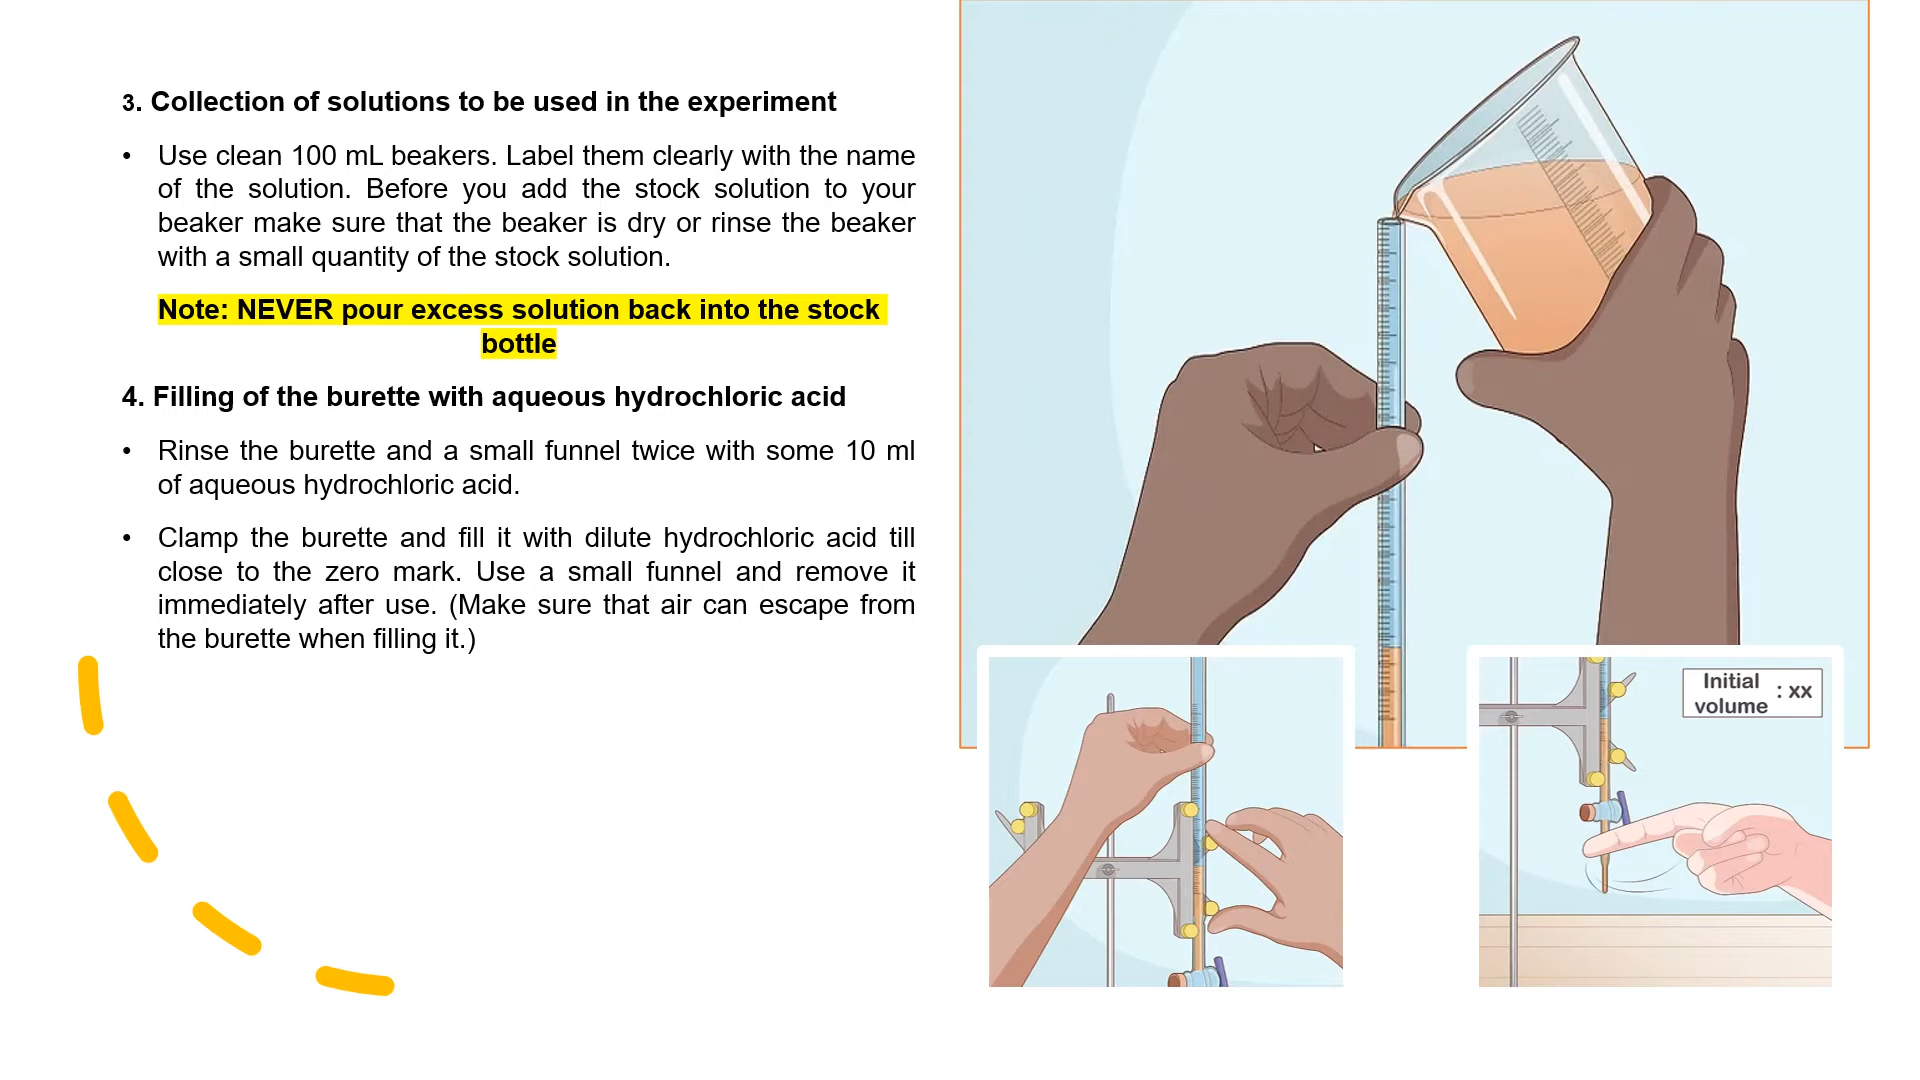 3. Collection of solutions to be used in the experiment
• Use clean 100 mL beakers. Label them clearly with the name
of the solution. Before you add the stock solution to your
beaker make sure that the beaker is dry or rinse the beaker
with a small quantity of the stock solution.
Note: NEVER pour excess solution back into the stock
bottle
4. Filling of the burette with aqueous hydrochloric acid
• Rinse the burette and a small funnel twice with some 10 ml
of aqueous hydrochloric acid.
• Clamp the burette and fill it with dilute hydrochloric acid till
close to the zero mark. Use a small funnel and remove it
immediately after use. (Make sure that air can escape from
the burette when filling it.)
Initial
volume : xx